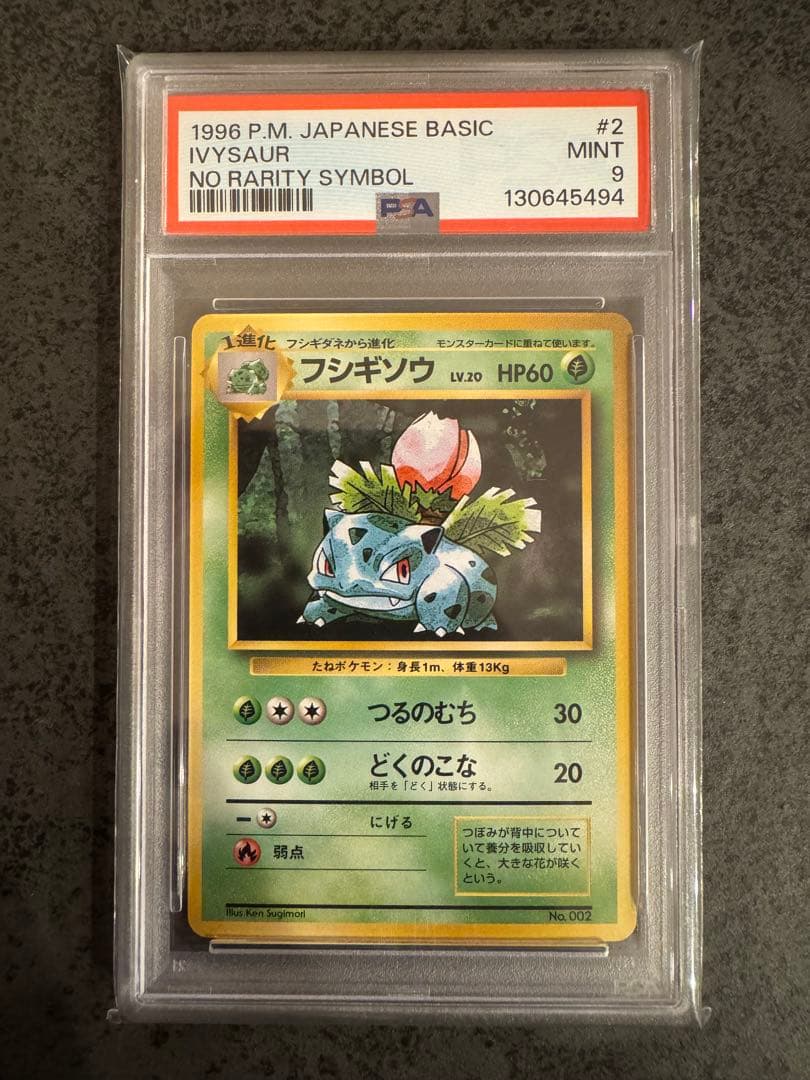 1996 P.M. JAPANESE BASIC #2
IVYSAUR MINT
NO RARITY SYMBOL 9
PSA 130645494
1進化 フシギダネから進化 モンスターカードに重ねて使います。
フシギソウ LV.20 HP60
たねポケモン：身長1m、体重13Kg
つるのむち 30
どくのこな 20
相手を「どく」状態にする。
にげる
弱点
つぼみが背中についてい
いて養分を吸収してい
くと、大きな花が咲く
という。
Illus. Ken Sugimori No. 002